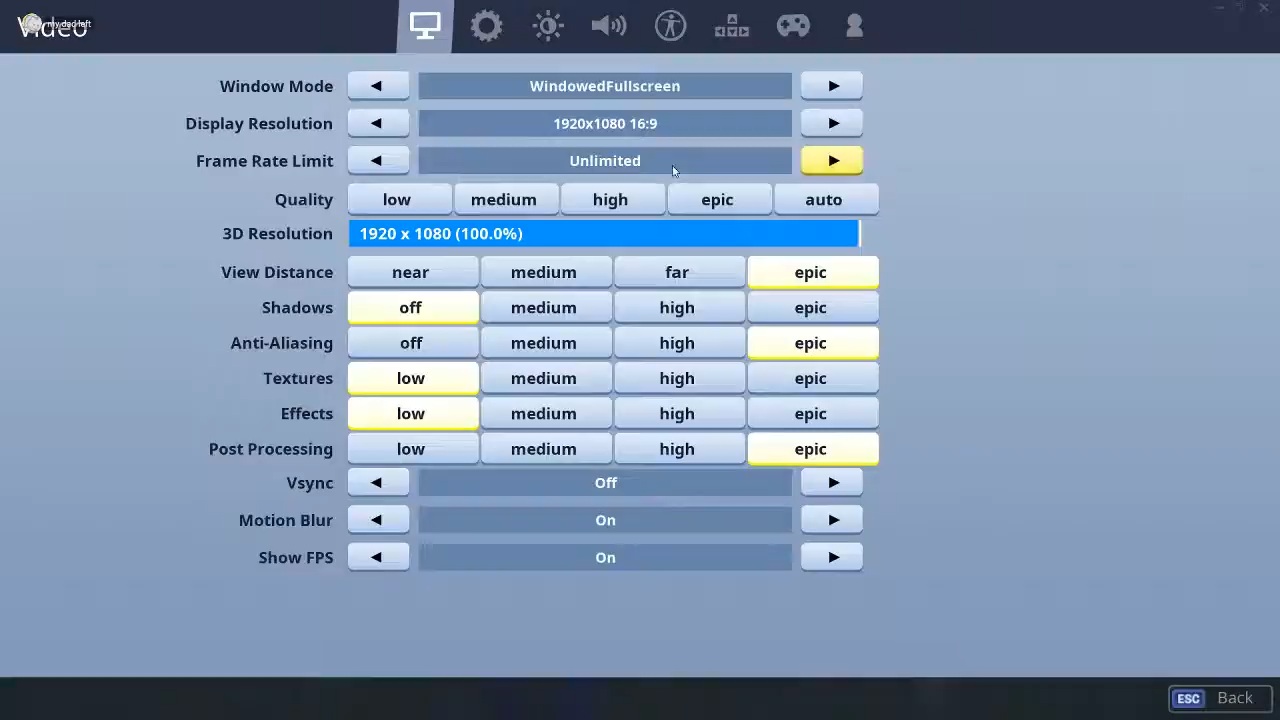 Video
my dad left
Window Mode ◀ WindowedFullscreen ▶
Display Resolution ◀ 1920x1080 16:9 ▶
Frame Rate Limit ◀ Unlimited ▶
Quality low medium high epic auto
3D Resolution 1920 x 1080 (100.0%)
View Distance near medium far epic
Shadows off medium high epic
Anti-Aliasing off medium high epic
Textures low medium high epic
Effects low medium high epic
Post Processing low medium high epic
Vsync ◀ Off ▶
Motion Blur ◀ On ▶
Show FPS ◀ On ▶
ESC Back